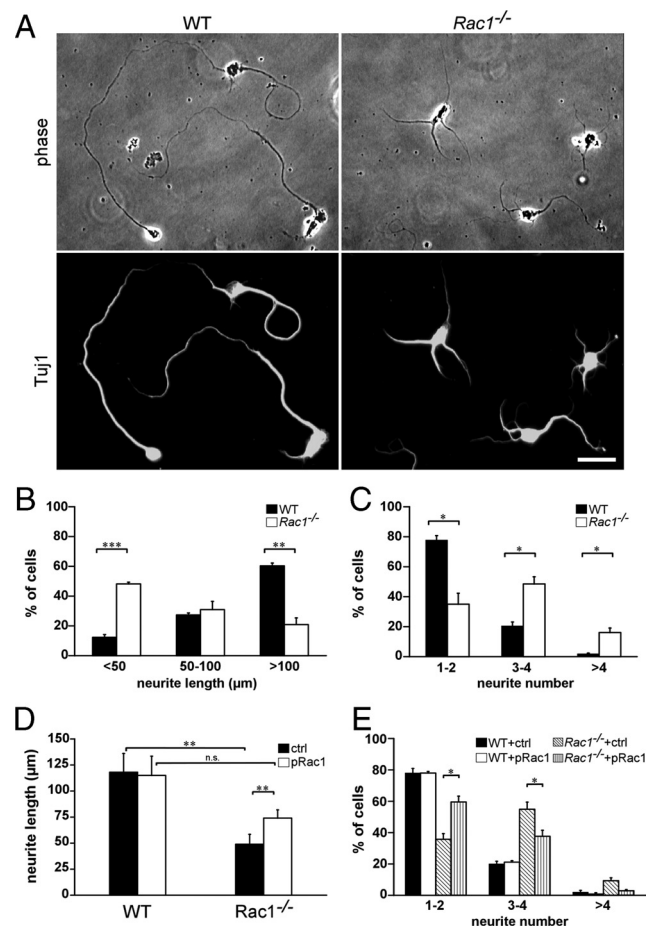 A
WT
Rac1-/-
phase
Tuj1
B
% of cells
100
80
60
40
20
0
WT
Rac1-/-
***
**
<50
50-100
>100
neurite length (µm)
C
% of cells
100
80
60
40
20
0
WT
Rac1-/-
*
*
*
1-2
3-4
>4
neurite number
D
neurite length (µm)
150
125
100
75
50
25
0
ctrl
pRac1
**
n.s.
**
WT
Rac1-/-
E
% of cells
100
80
60
40
20
0
WT+ctrl
WT+pRac1
Rac1-/-+ctrl
Rac1-/-+pRac1
*
*
1-2
3-4
>4
neurite number